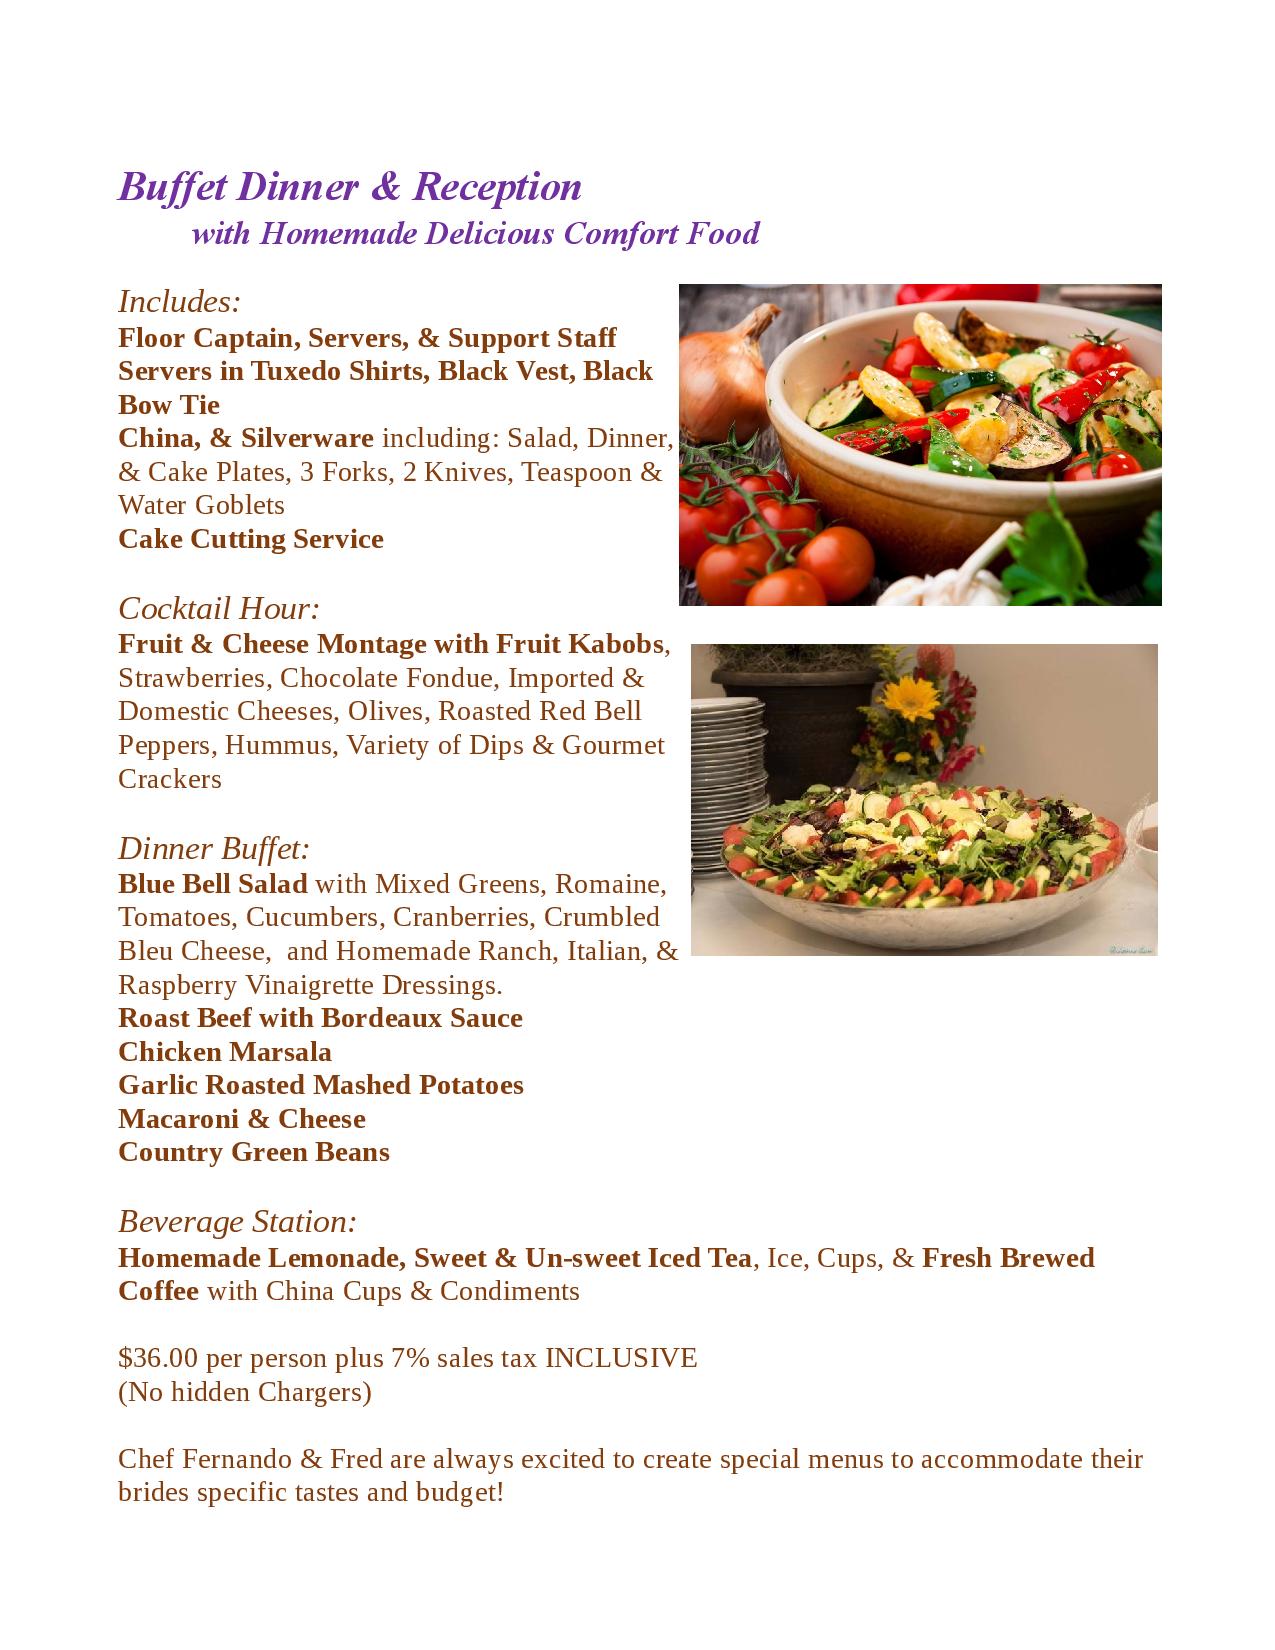 Buffet Dinner & Reception
with Homemade Delicious Comfort Food
Includes:
Floor Captain, Servers, & Support Staff
Servers in Tuxedo Shirts, Black Vest, Black
Bow Tie
China, & Silverware including: Salad, Dinner,
& Cake Plates, 3 Forks, 2 Knives, Teaspoon &
Water Goblets
Cake Cutting Service
Cocktail Hour:
Fruit & Cheese Montage with Fruit Kabobs,
Strawberries, Chocolate Fondue, Imported &
Domestic Cheeses, Olives, Roasted Red Bell
Peppers, Hummus, Variety of Dips & Gourmet
Crackers
Dinner Buffet:
Blue Bell Salad with Mixed Greens, Romaine,
Tomatoes, Cucumbers, Cranberries, Crumbled
Bleu Cheese,  and Homemade Ranch, Italian, &
Raspberry Vinaigrette Dressings.
Roast Beef with Bordeaux Sauce
Chicken Marsala
Garlic Roasted Mashed Potatoes
Macaroni & Cheese
Country Green Beans
Beverage Station:
Homemade Lemonade, Sweet & Un-sweet Iced Tea, Ice, Cups, & Fresh Brewed
Coffee with China Cups & Condiments
$36.00 per person plus 7% sales tax INCLUSIVE
(No hidden Chargers)
Chef Fernando & Fred are always excited to create special menus to accommodate their
brides specific tastes and budget!